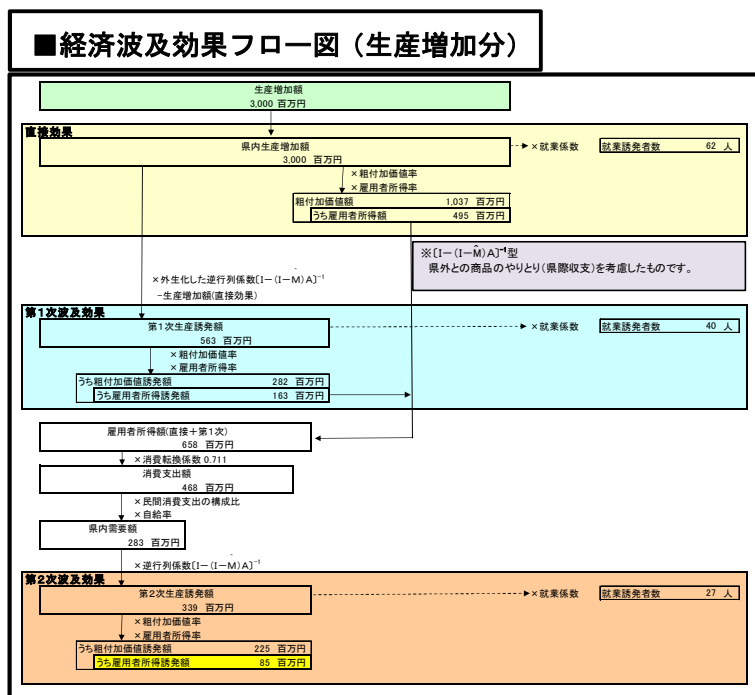 ■経済波及効果フロー図（生産増加分）
生産増加額
3,000 百万円
直接効果
県内生産増加額
3,000 百万円
×就業係数
就業誘発者数 62 人
×粗付加価値率
×雇用者所得率
粗付加価値額 1,037 百万円
うち雇用者所得額 495 百万円
※[I－(I－M̂)A]⁻¹型
県外との商品のやりとり(県際収支)を考慮したものです。
×外生化した逆行列係数[I－(I－M)A]⁻¹
－生産増加額(直接効果)
第1次波及効果
第1次生産誘発額
563 百万円
×就業係数
就業誘発者数 40 人
×粗付加価値率
×雇用者所得率
うち粗付加価値誘発額 282 百万円
うち雇用者所得誘発額 163 百万円
雇用者所得額(直接＋第1次)
658 百万円
×消費転換係数 0.711
消費支出額
468 百万円
×民間消費支出の構成比
×自給率
県内需要額
283 百万円
×逆行列係数[I－(I－M)A]⁻¹
第2次波及効果
第2次生産誘発額
339 百万円
×就業係数
就業誘発者数 27 人
×粗付加価値率
×雇用者所得率
うち粗付加価値誘発額 225 百万円
うち雇用者所得誘発額 85 百万円